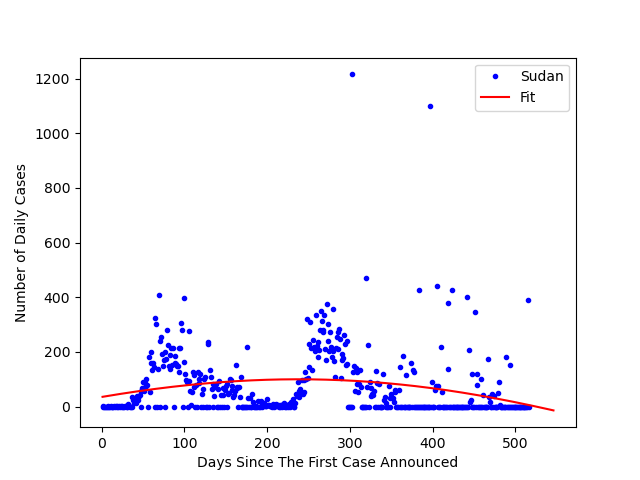 Sudan
Fit
1200
1000
800
600
400
200
0
0 100 200 300 400 500
Number of Daily Cases
Days Since The First Case Announced